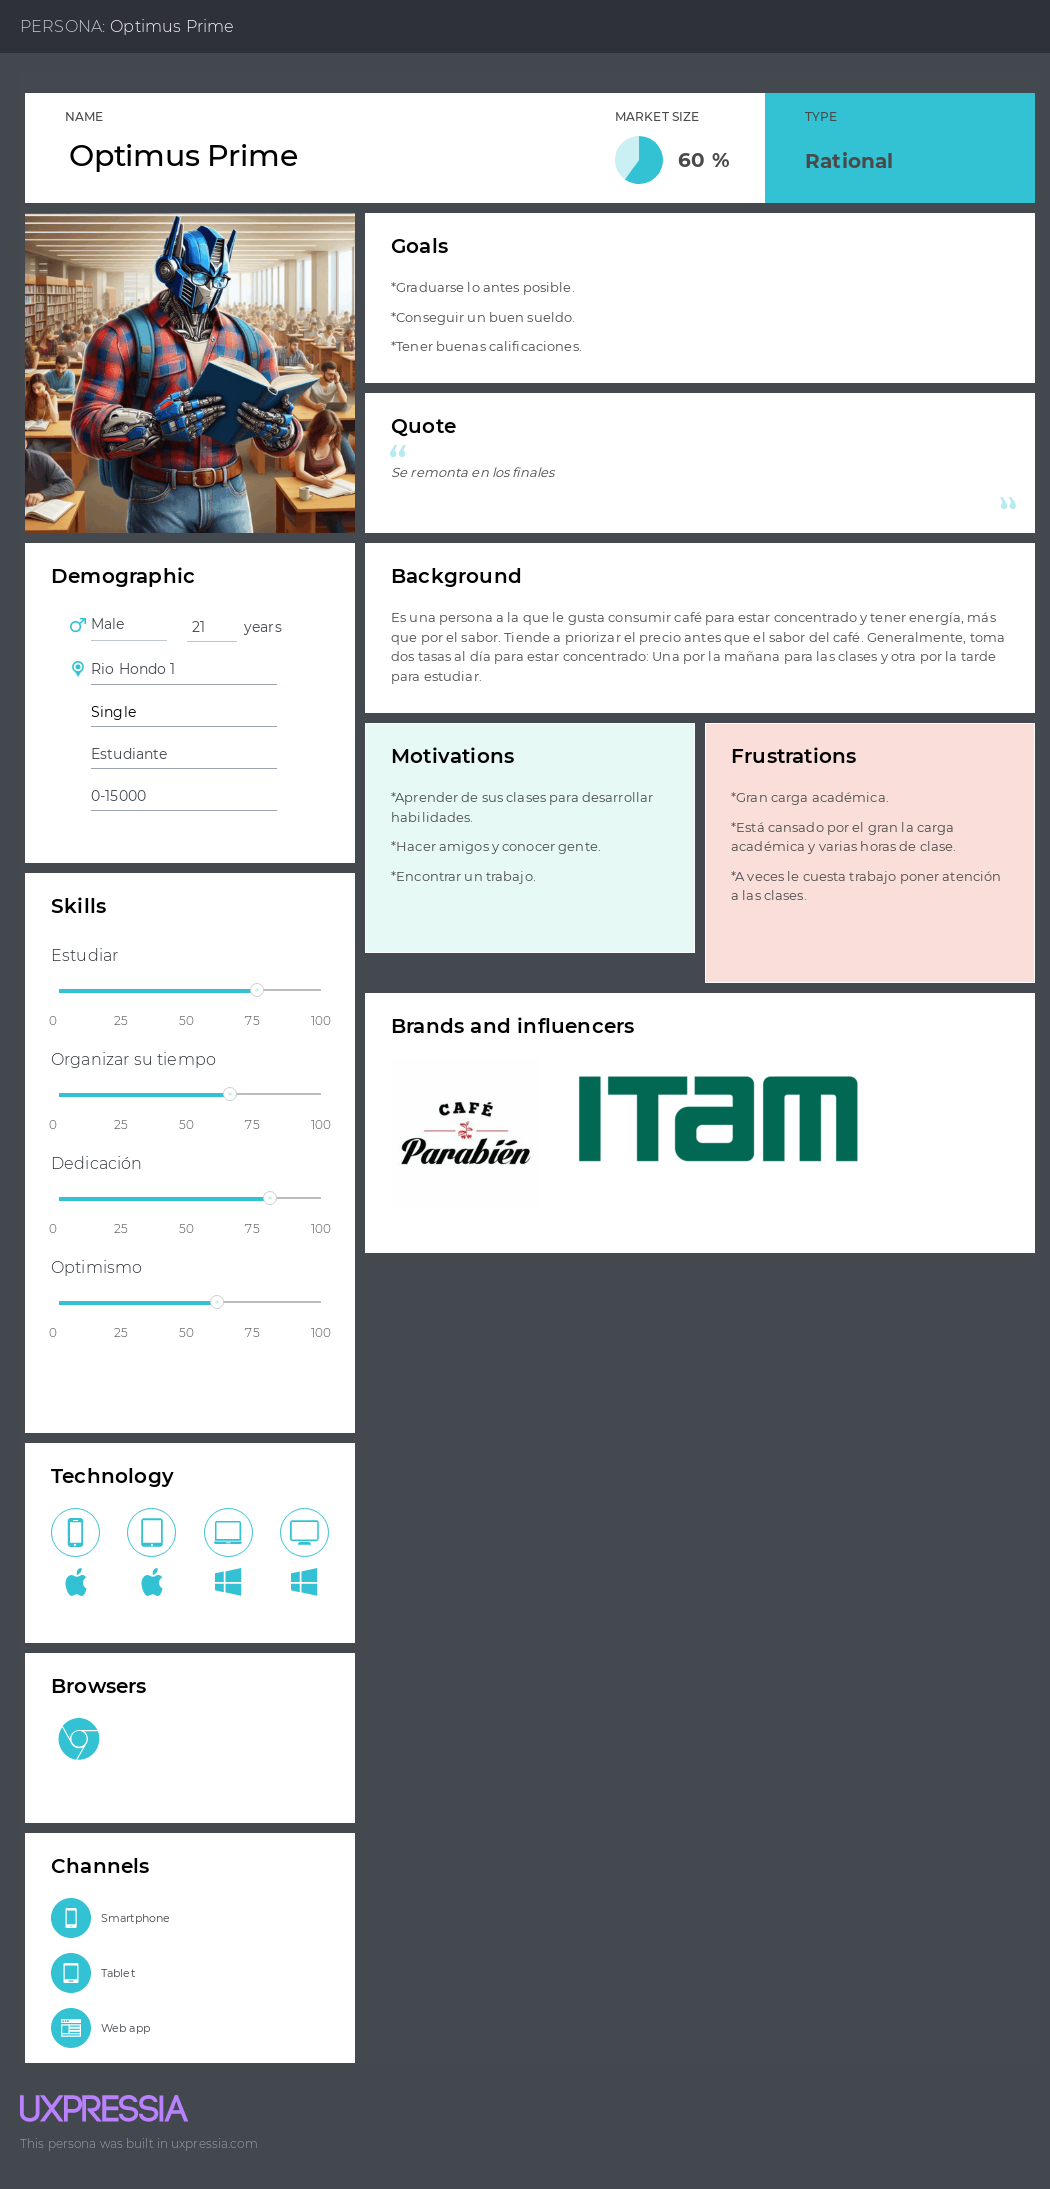 PERSONA: Optimus Prime
NAME
Optimus Prime
MARKET SIZE
60 %
TYPE
Rational
Goals
*Graduarse lo antes posible.
*Conseguir un buen sueldo.
*Tener buenas calificaciones.
Quote
“
Se remonta en los finales
”
Demographic
Male
21 years
Rio Hondo 1
Single
Estudiante
0-15000
Background
Es una persona a la que le gusta consumir café para estar concentrado y tener energía, más
que por el sabor. Tiende a priorizar el precio antes que el sabor del café. Generalmente, toma
dos tasas al día para estar concentrado: Una por la mañana para las clases y otra por la tarde
para estudiar.
Motivations
*Aprender de sus clases para desarrollar
habilidades.
*Hacer amigos y conocer gente.
*Encontrar un trabajo.
Frustrations
*Gran carga académica.
*Está cansado por el gran la carga
académica y varias horas de clase.
*A veces le cuesta trabajo poner atención
a las clases.
Skills
Estudiar
0 25 50 75 100
Organizar su tiempo
0 25 50 75 100
Dedicación
0 25 50 75 100
Optimismo
0 25 50 75 100
Brands and influencers
CAFÉ
Parabién
ITAM
Technology
Browsers
Channels
Smartphone
Tablet
Web app
UXPRESSIA
This persona was built in uxpressia.com